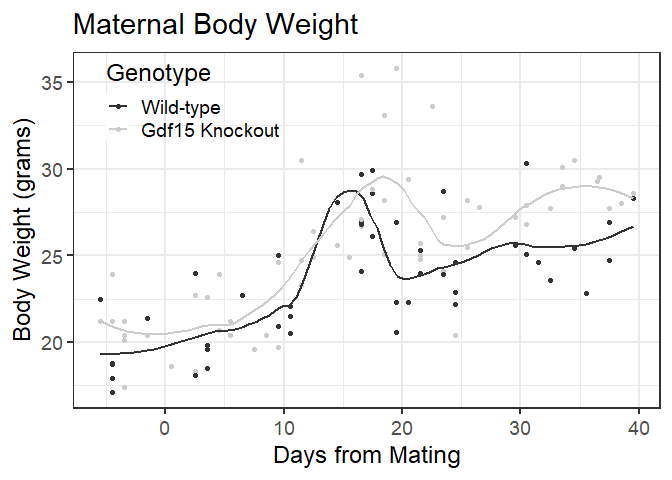 Maternal Body Weight
Genotype
Wild-type
Gdf15 Knockout
Body Weight (grams)
35
30
25
20
0 10 20 30 40
Days from Mating